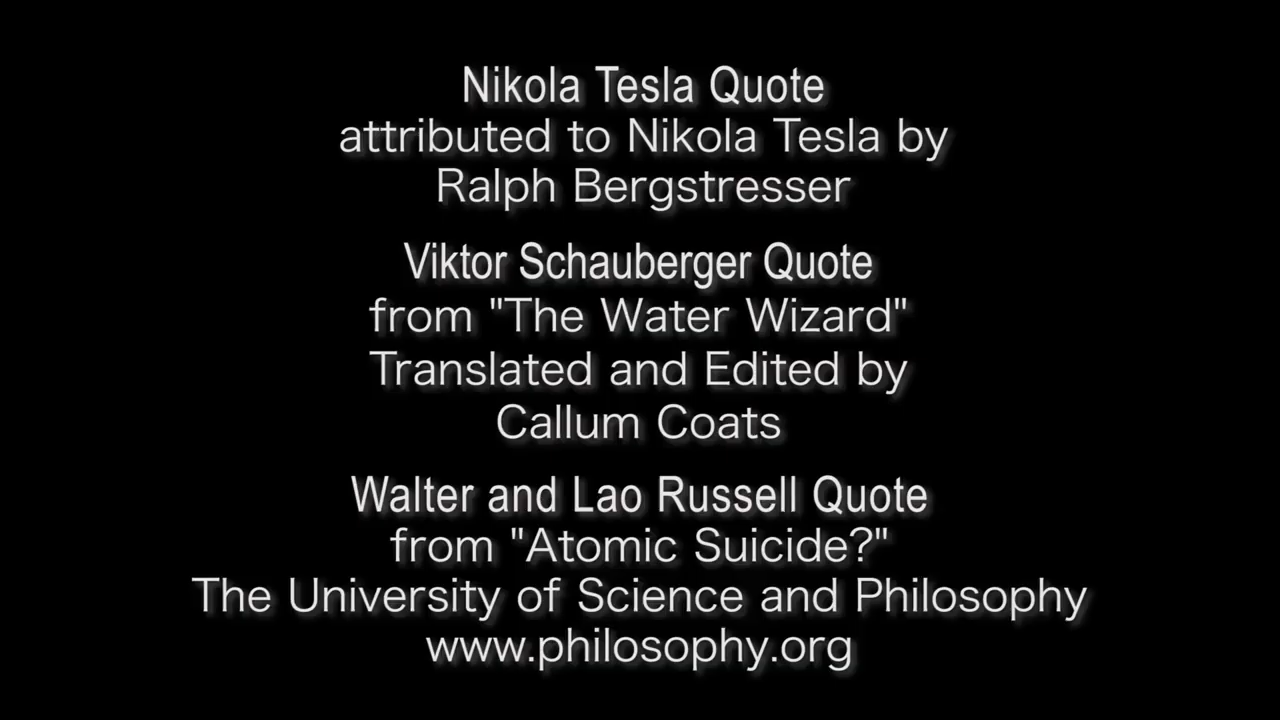 Nikola Tesla Quote
attributed to Nikola Tesla by
Ralph Bergstresser
Viktor Schauberger Quote
from "The Water Wizard"
Translated and Edited by
Callum Coats
Walter and Lao Russell Quote
from "Atomic Suicide?"
The University of Science and Philosophy
www.philosophy.org